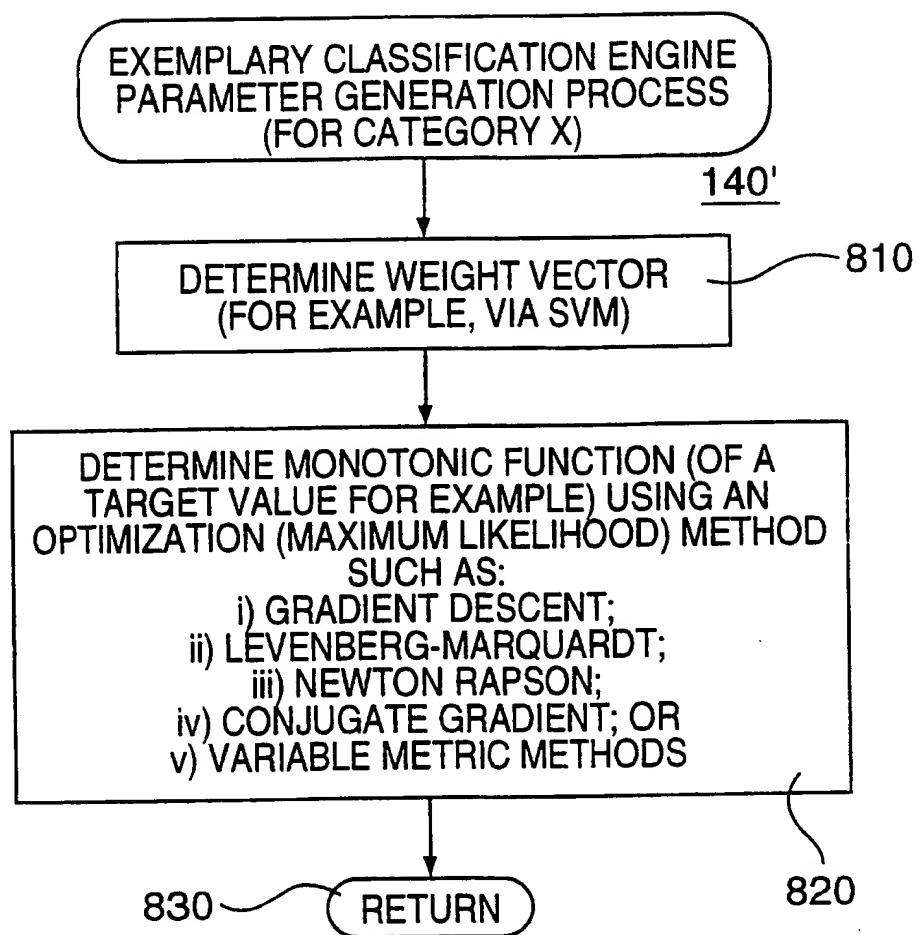 EXEMPLARY CLASSIFICATION ENGINE
PARAMETER GENERATION PROCESS
(FOR CATEGORY X)
140'
DETERMINE WEIGHT VECTOR
(FOR EXAMPLE, VIA SVM)
810
DETERMINE MONOTONIC FUNCTION (OF A
TARGET VALUE FOR EXAMPLE) USING AN
OPTIMIZATION (MAXIMUM LIKELIHOOD) METHOD
SUCH AS:
i) GRADIENT DESCENT;
ii) LEVENBERG-MARQUARDT;
iii) NEWTON RAPSON;
iv) CONJUGATE GRADIENT; OR
v) VARIABLE METRIC METHODS
820
830
RETURN